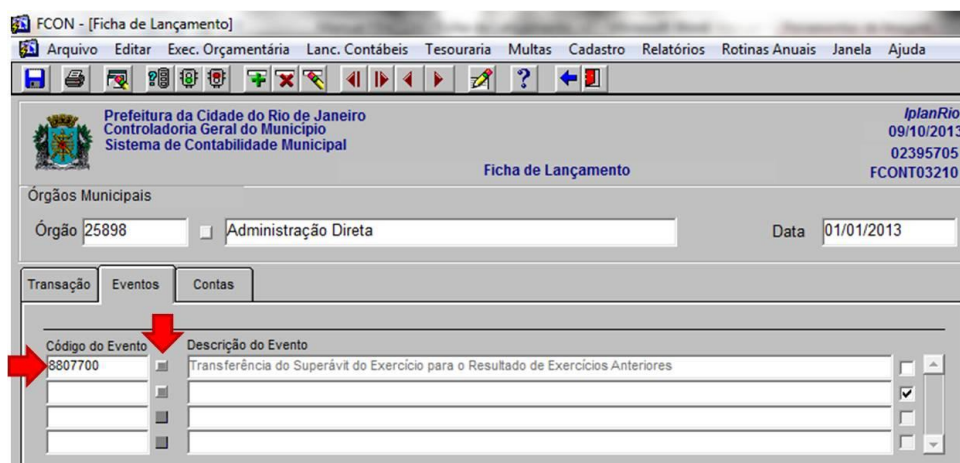 FCON - [Ficha de Lançamento]
Arquivo Editar Exec. Orçamentária Lanc. Contábeis Tesouraria Multas Cadastro Relatórios Rotinas Anuais Janela Ajuda
Prefeitura da Cidade do Rio de Janeiro
Controladoria Geral do Município
Sistema de Contabilidade Municipal
IplanRio
09/10/2013
02395705
Ficha de Lançamento FCONT03210
Órgãos Municipais
Órgão 25898 Administração Direta Data 01/01/2013
Transação Eventos Contas
Código do Evento Descrição do Evento
8807700 Transferência do Superávit do Exercício para o Resultado de Exercícios Anteriores